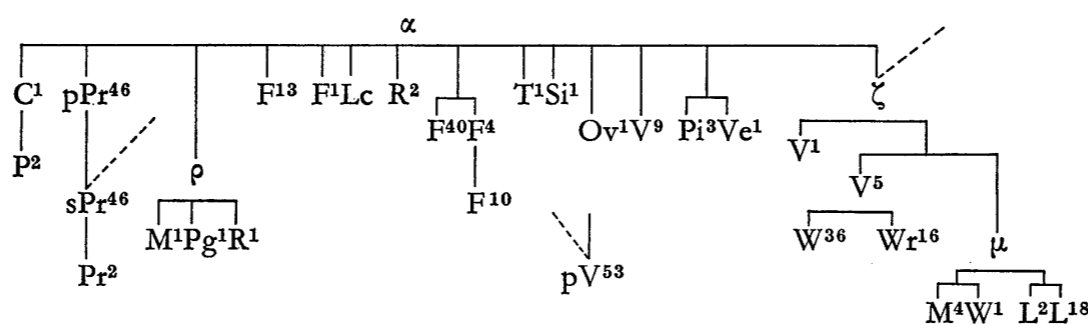 α
C¹ pPr⁴⁶ F¹³ F¹Lc R² T¹Si¹ ζ
F⁴⁰F⁴ Ov¹V⁹ Pi³Ve¹
V¹
P² ρ
V⁵
sPr⁴⁶ F¹⁰
M¹Pg¹R¹ W³⁶ Wr¹⁶ μ
Pr² pV⁵³
M⁴W¹ L²L¹⁸